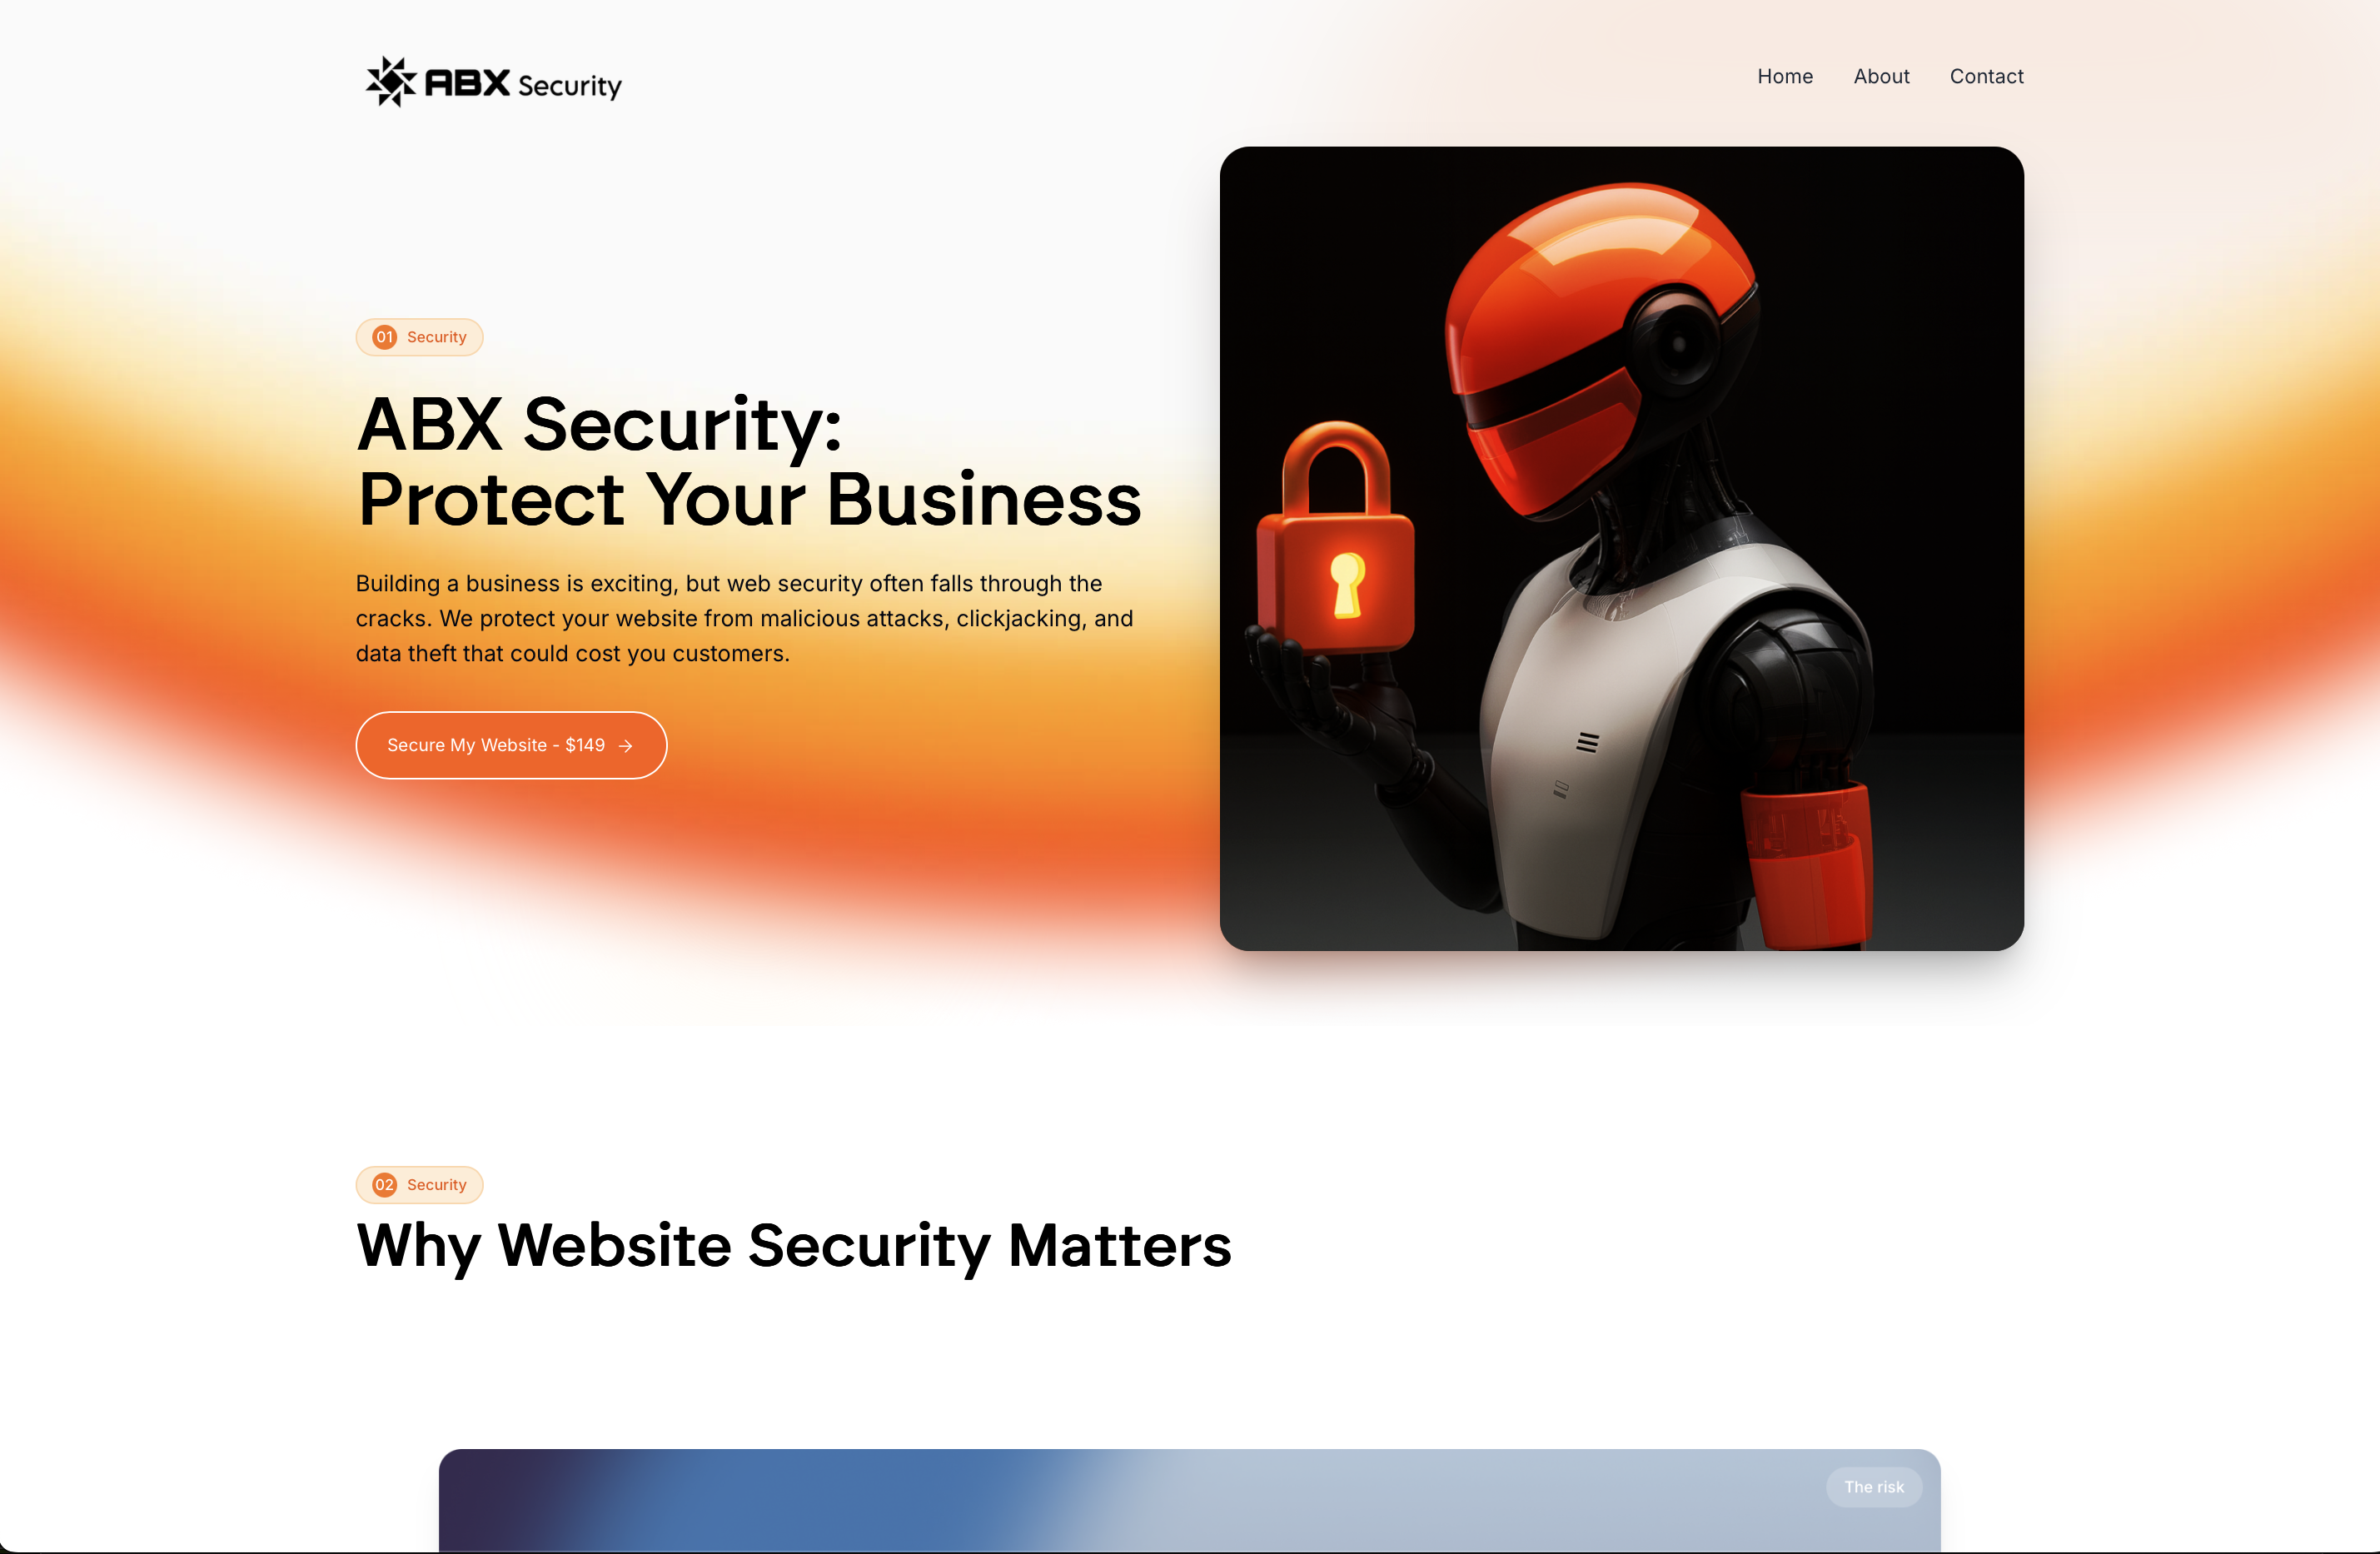 ABX Security
Home About Contact
01 Security
ABX Security:
Protect Your Business
Building a business is exciting, but web security often falls through the
cracks. We protect your website from malicious attacks, clickjacking, and
data theft that could cost you customers.
Secure My Website - $149 →
02 Security
Why Website Security Matters
The risk